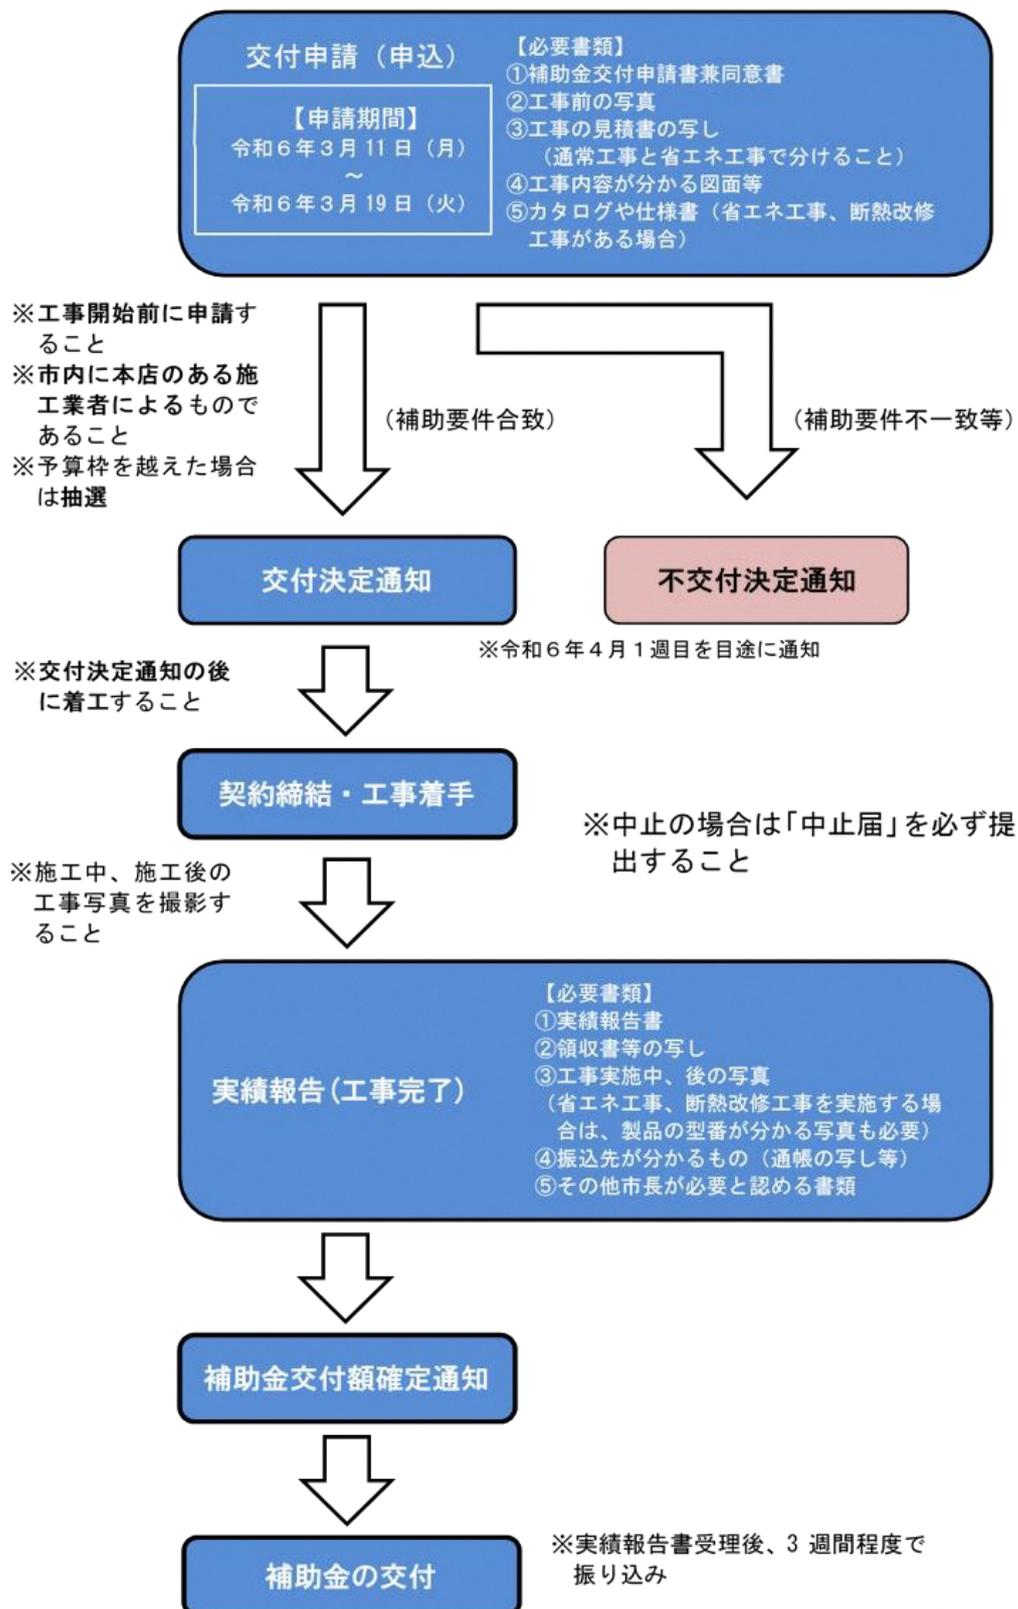 交付申請（申込）
【申請期間】
令和６年３月11日（月）
～
令和６年３月19日（火）
【必要書類】
①補助金交付申請書兼同意書
②工事前の写真
③工事の見積書の写し
（通常工事と省エネ工事で分けること）
④工事内容が分かる図面等
⑤カタログや仕様書（省エネ工事、断熱改修
工事がある場合）
※工事開始前に申請す
ること
※市内に本店のある施
工業者によるもので
あること
※予算枠を越えた場合
は抽選
（補助要件合致）
（補助要件不一致等）
交付決定通知
不交付決定通知
※令和６年４月１週目を目途に通知
※交付決定通知の後
に着工すること
契約締結・工事着手
※中止の場合は「中止届」を必ず提
出すること
※施工中、施工後の
工事写真を撮影す
ること
実績報告（工事完了）
【必要書類】
①実績報告書
②領収書等の写し
③工事実施中、後の写真
（省エネ工事、断熱改修工事を実施する場
合は、製品の型番が分かる写真も必要）
④振込先が分かるもの（通帳の写し等）
⑤その他市長が必要と認める書類
補助金交付額確定通知
補助金の交付
※実績報告書受理後、3 週間程度で
振り込み